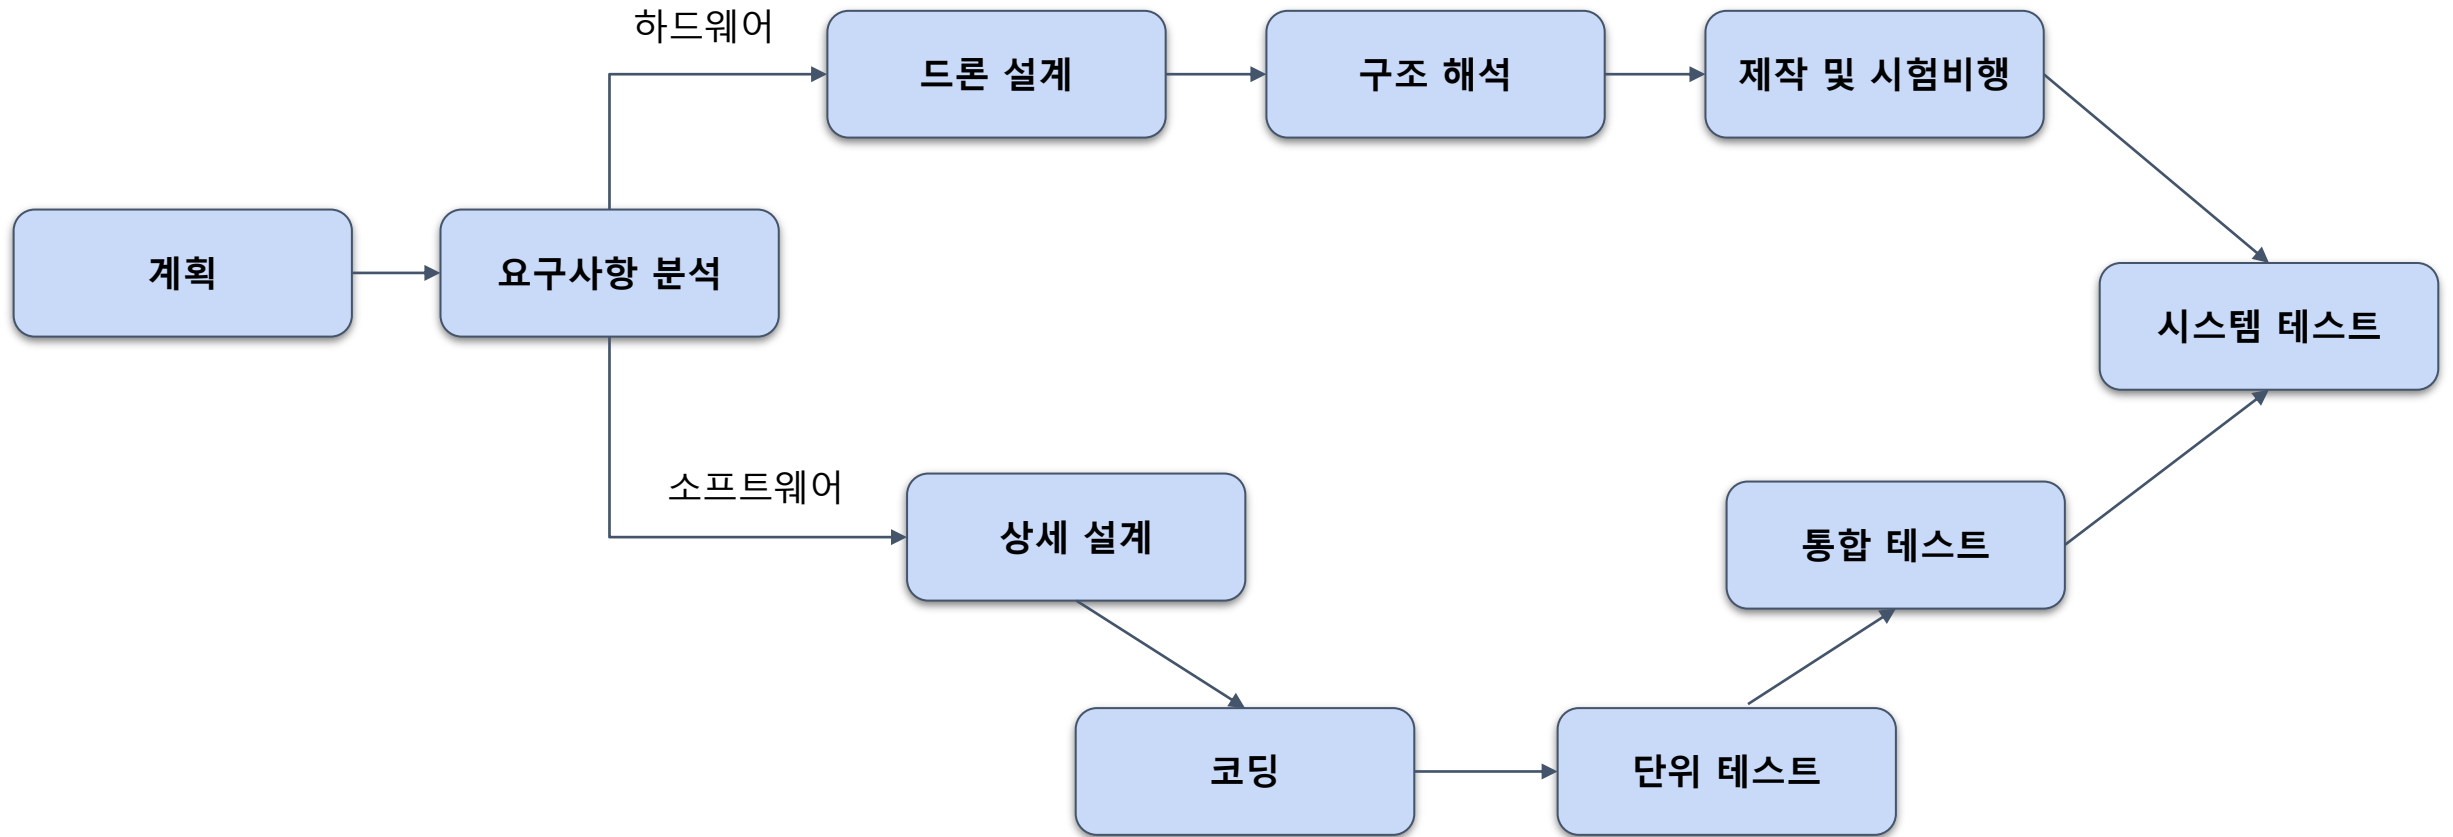 하드웨어
드론 설계
구조 해석
제작 및 시험비행
계획
요구사항 분석
시스템 테스트
소프트웨어
상세 설계
통합 테스트
코딩
단위 테스트